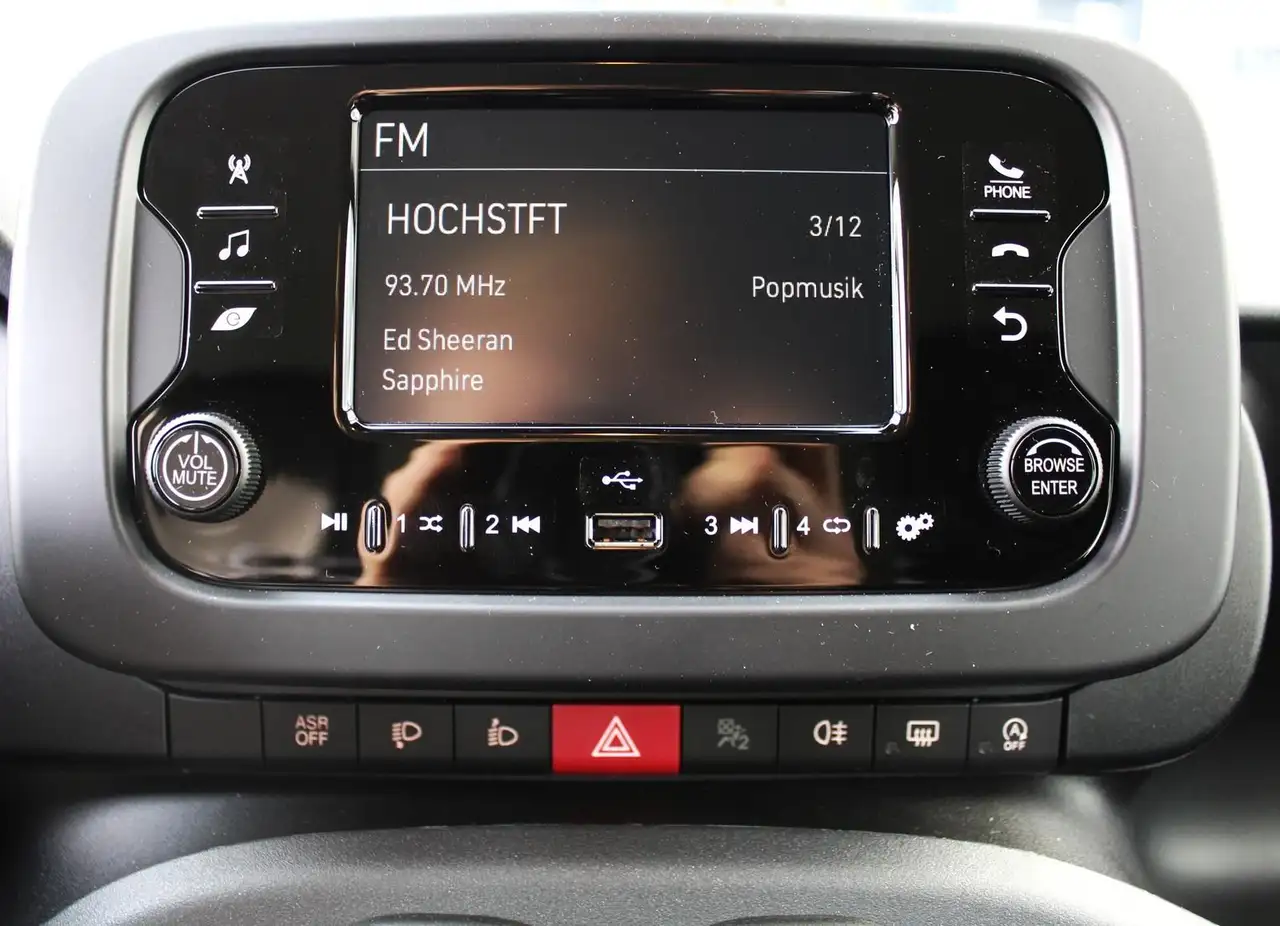 FM
HOCHSTFT
3/12
93.70 MHz
Popmusik
Ed Sheeran
Sapphire
PHONE
VOL
MUTE
BROWSE
ENTER
1
2
3
4
ASR
OFF
2
A
OFF